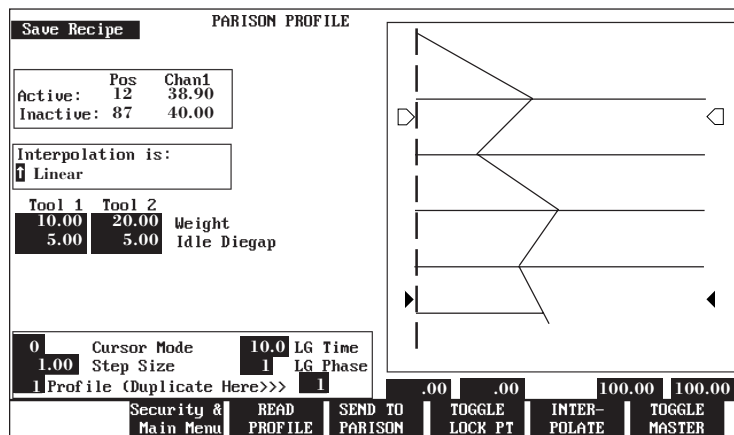 PARISON PROFILE
Save Recipe
Pos Chan1
Active: 12 38.90
Inactive: 87 40.00
Interpolation is:
↑ Linear
Tool 1 Tool 2
10.00 20.00 Weight
5.00 5.00 Idle Diegap
0 Cursor Mode 10.0 LG Time
1.00 Step Size 1 LG Phase
1 Profile (Duplicate Here>>> 1
.00 .00 100.00 100.00
Security & Main Menu
READ PROFILE
SEND TO PARISON
TOGGLE LOCK PT
INTER- POLATE
TOGGLE MASTER